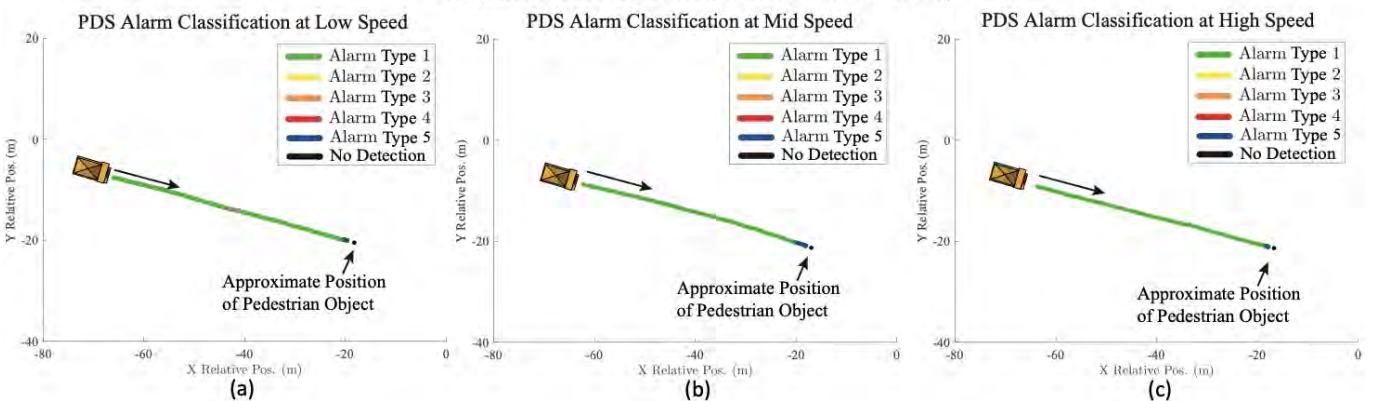 PDS Alarm Classification at Low Speed
Alarm Type 1
Alarm Type 2
Alarm Type 3
Alarm Type 4
Alarm Type 5
No Detection
20
0
-20
-40
Y Relative Pos. (m)
Approximate Position
of Pedestrian Object
-80
-60
-40
-20
0
X Relative Pos. (m)
(a)
PDS Alarm Classification at Mid Speed
Alarm Type 1
Alarm Type 2
Alarm Type 3
Alarm Type 4
Alarm Type 5
No Detection
20
0
-20
-40
Y Relative Pos. (m)
Approximate Position
of Pedestrian Object
-80
-60
-40
-20
0
X Relative Pos. (m)
(b)
PDS Alarm Classification at High Speed
Alarm Type 1
Alarm Type 2
Alarm Type 3
Alarm Type 4
Alarm Type 5
No Detection
20
0
-20
-40
Y Relative Pos. (m)
Approximate Position
of Pedestrian Object
-80
-60
-40
-20
0
X Relative Pos. (m)
(c)